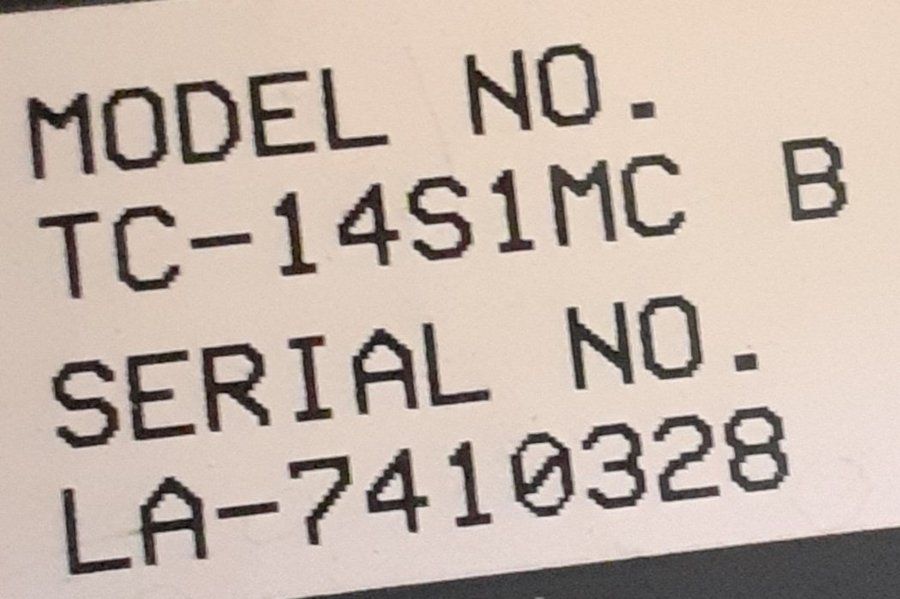 MODEL NO.
TC-14S1MC B
SERIAL NO.
LA-7410328